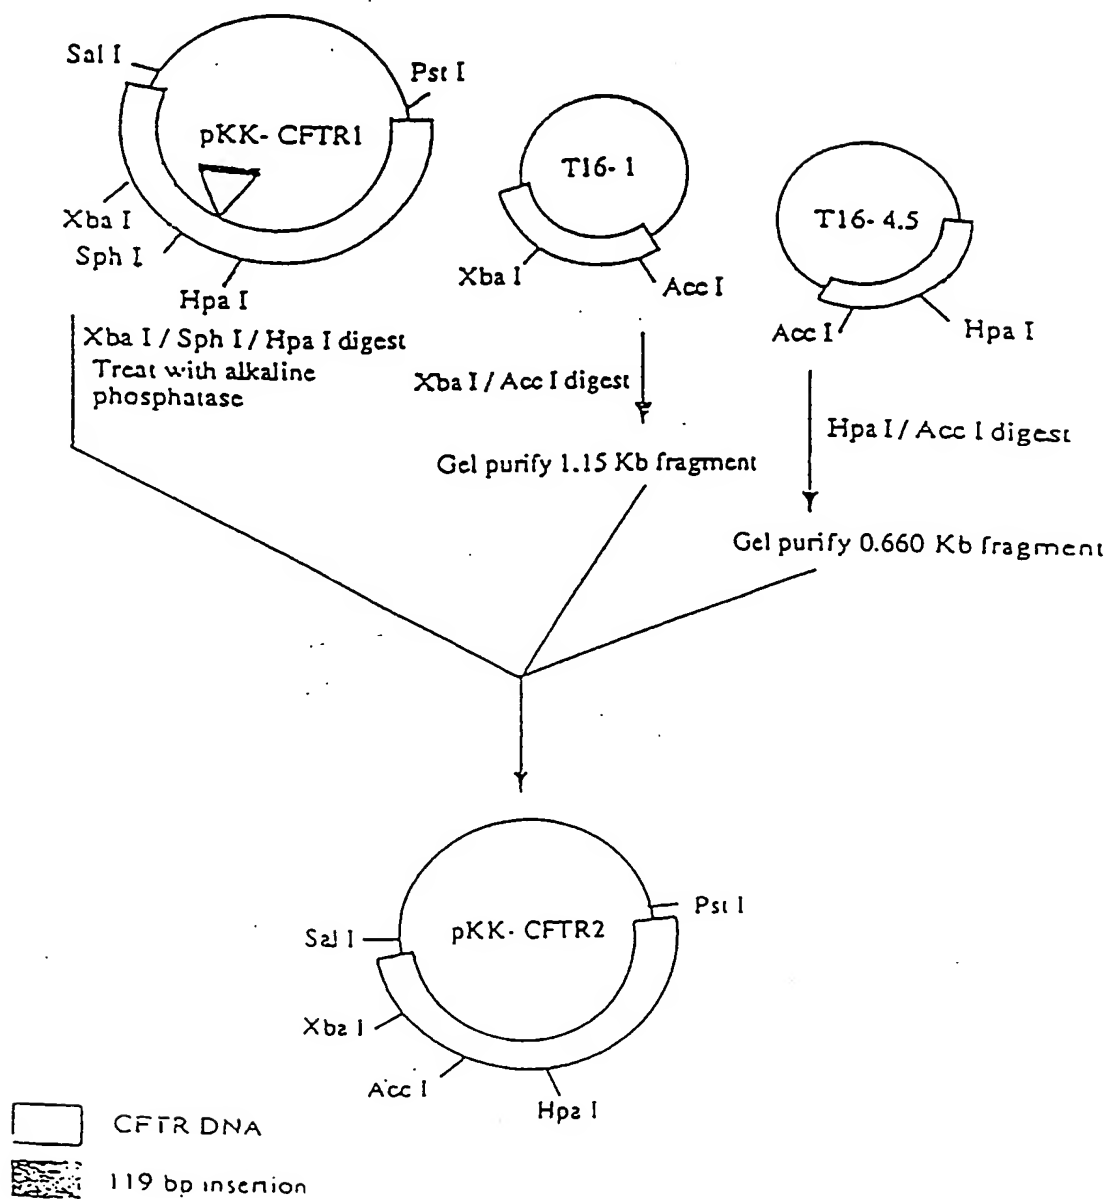 Sal I
Pst I
pKK- CFTR1
Xba I
Sph I
Hpa I
T16- 1
Xba I
Acc I
T16- 4.5
Acc I
Hpa I
Xba I / Sph I / Hpa I digest
Treat with alkaline
phosphatase
Xba I / Acc I digest
Hpa I / Acc I digest
Gel purify 1.15 Kb fragment
Gel purify 0.660 Kb fragment
Sal I
Pst I
pKK- CFTR2
Xba I
Acc I
Hpa I
CFTR DNA
119 bp insertion